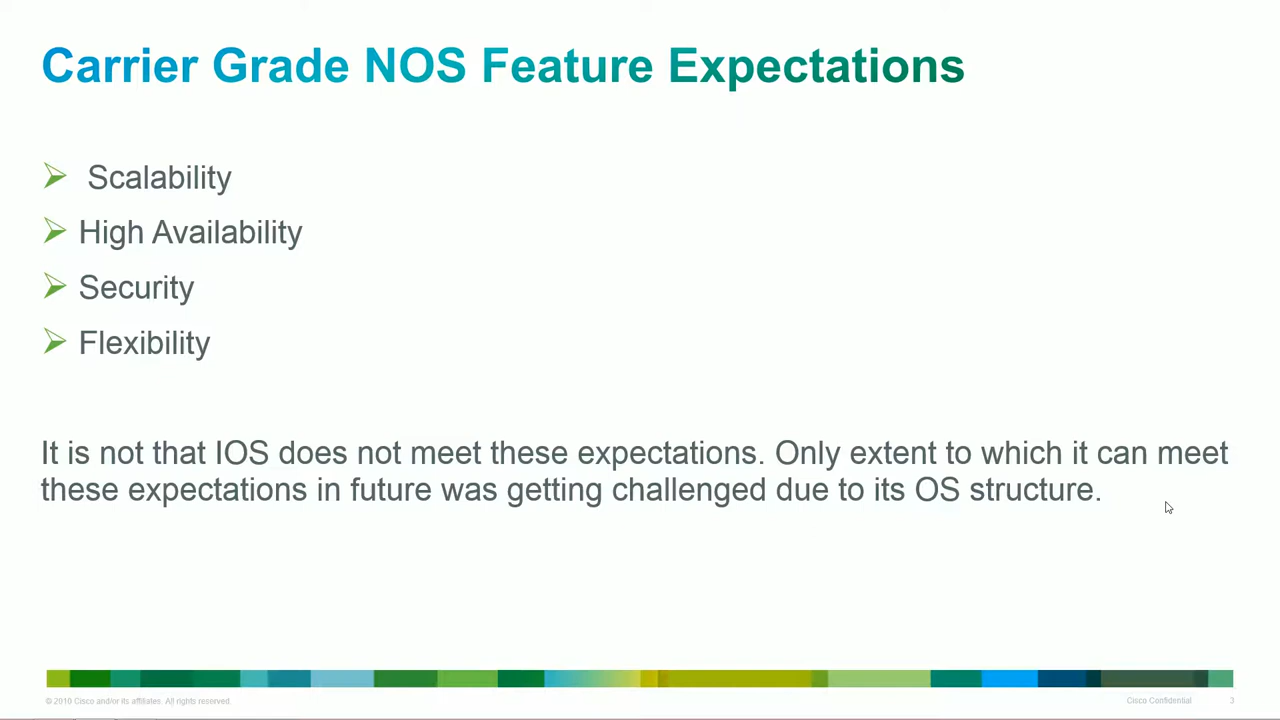 Carrier Grade NOS Feature Expectations
Scalability
High Availability
Security
Flexibility
It is not that IOS does not meet these expectations. Only extent to which it can meet
these expectations in future was getting challenged due to its OS structure.
© 2010 Cisco and/or its affiliates. All rights reserved.
Cisco Confidential
3